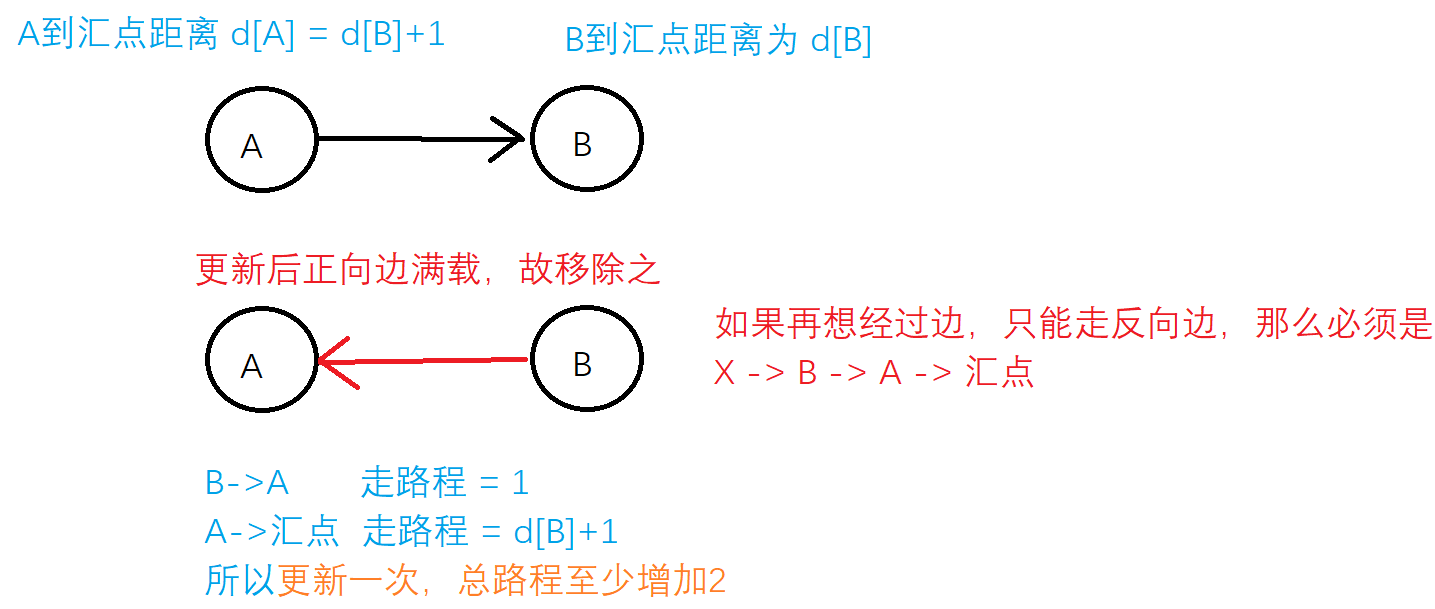 A到汇点距离 d[A] = d[B]+1
B到汇点距离为 d[B]
A
B
更新后正向边满载，故移除之
A
B
如果再想经过边，只能走反向边，那么必须是
X -> B -> A -> 汇点
B->A 走路程 = 1
A->汇点 走路程 = d[B]+1
所以更新一次，总路程至少增加2